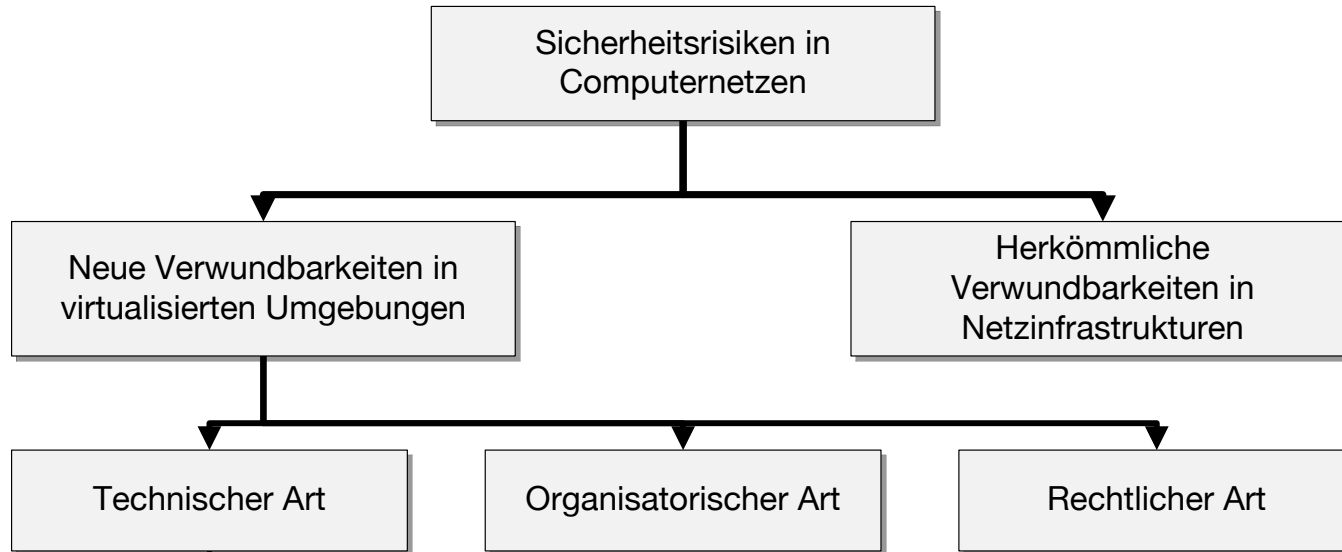 Sicherheitsrisiken in
Computernetzen
Neue Verwundbarkeiten in
virtualisierten Umgebungen
Herkömmliche
Verwundbarkeiten in
Netzinfrastrukturen
Technischer Art
Organisatorischer Art
Rechtlicher Art